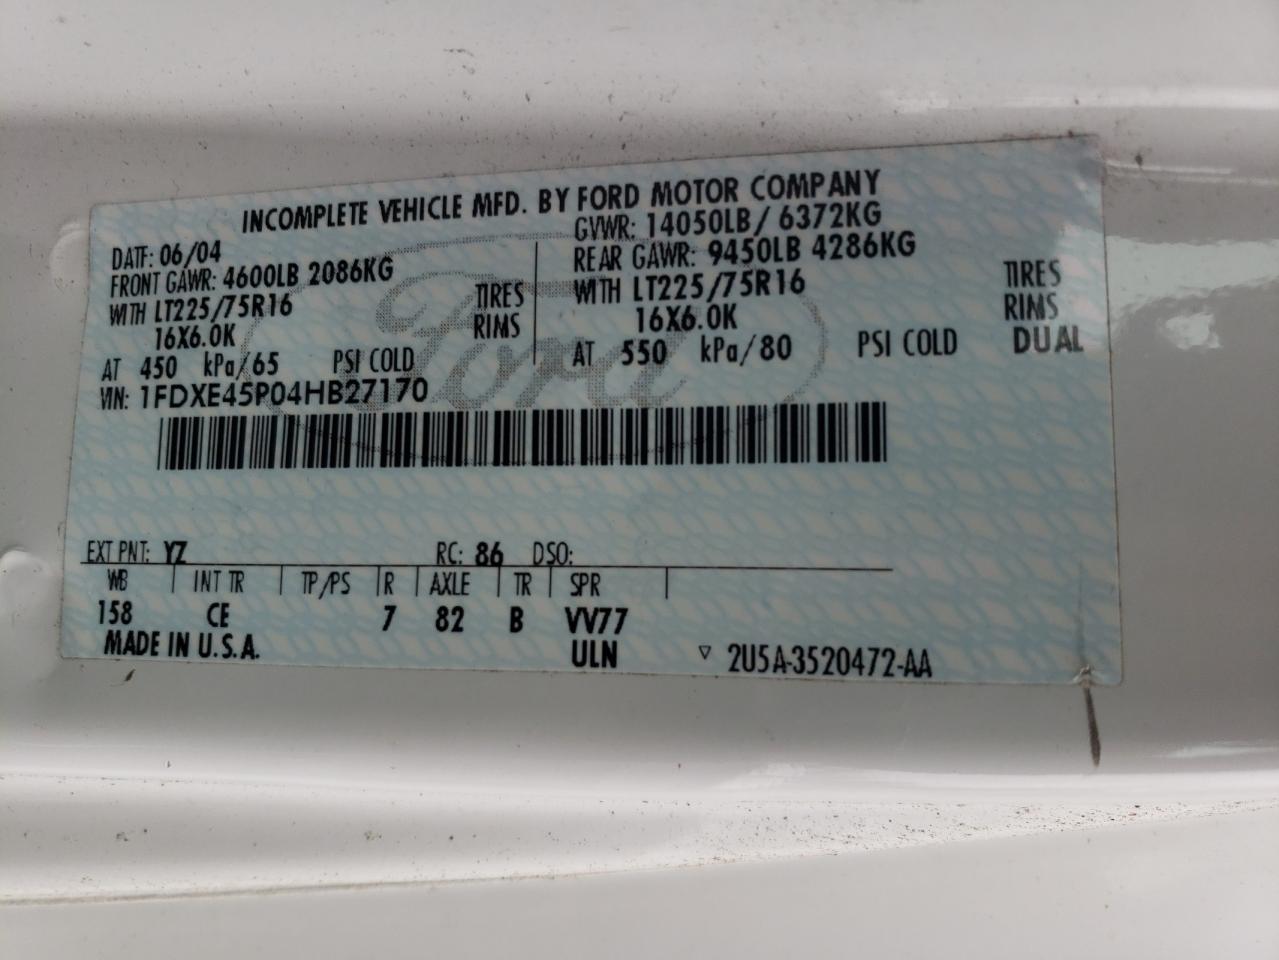 INCOMPLETE VEHICLE MFD. BY FORD MOTOR COMPANY
DATE: 06/04
GVWR: 14050LB/ 6372KG
FRONT GAWR: 4600LB 2086KG
REAR GAWR: 9450LB 4286KG
WITH LT225/75R16 TIRES
WITH LT225/75R16 TIRES
16X6.0K RIMS
16X6.0K RIMS
AT 450 kPa/65 PSI COLD
AT 550 kPa/80 PSI COLD DUAL
VIN: 1FDXE45P04HB27170
Ford
EXT PNT: YZ RC: 86 DSO:
WB INT TR TP/PS R AXLE TR SPR
158 CE 7 82 B VV77
MADE IN U.S.A. ULN ▽ 2U5A-3520472-AA